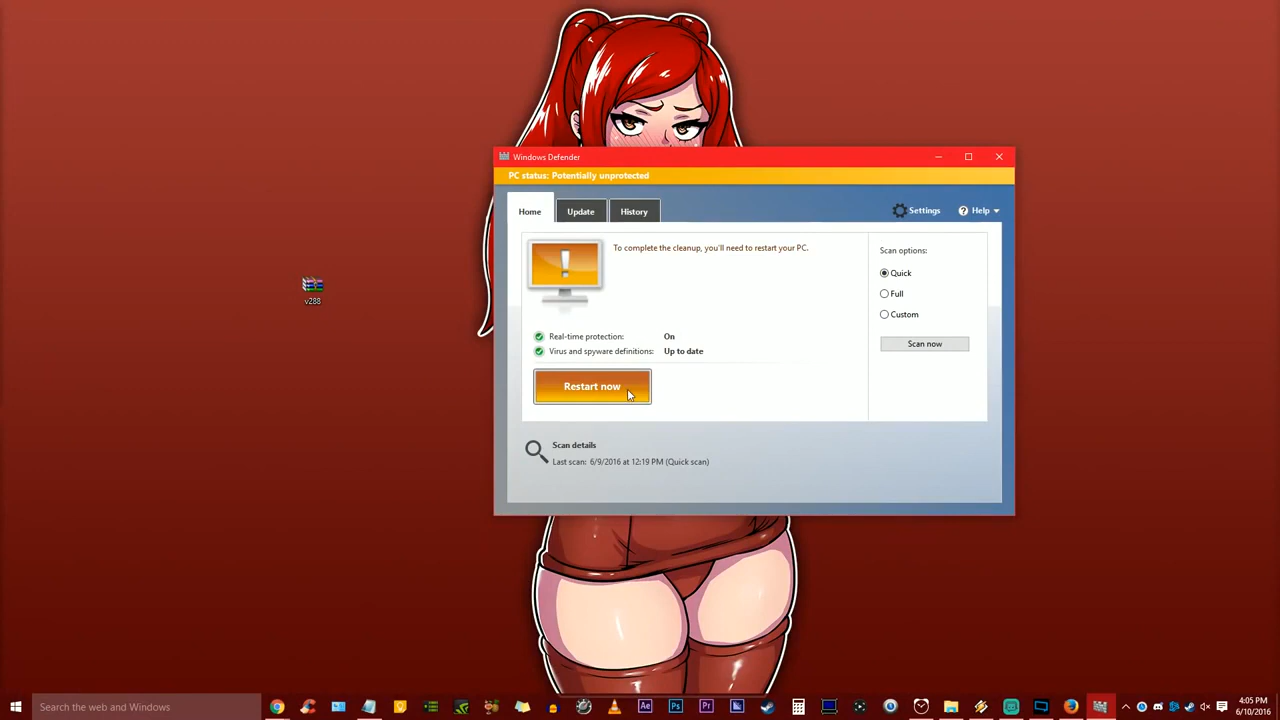 Windows Defender
PC status: Potentially unprotected
Home
Update
History
Settings
Help
To complete the cleanup, you'll need to restart your PC.
Scan options:
Quick
Full
Custom
Scan now
Real-time protection: On
Virus and spyware definitions: Up to date
Restart now
Scan details
Last scan: 6/9/2016 at 12:19 PM (Quick scan)
v288
Search the web and Windows
Ae
Ps
Pr
4:05 PM
6/10/2016